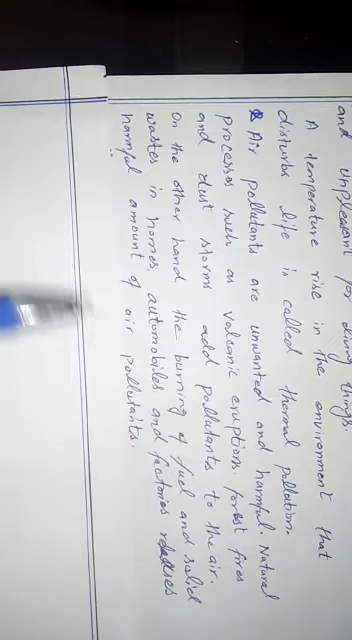 and unpleasent for living things.
A temperature rise in the environment that
disturbs life is called thermal pollution.
Air pollutants are unwanted and harmful. Natural
processes such as volcanic eruption. forest fires
and dust storms add pollutants to the air.
On the other hand the burning of fuel and solid
wastes in homes, automobiles and factories releases
harmful amount of air pollutants.